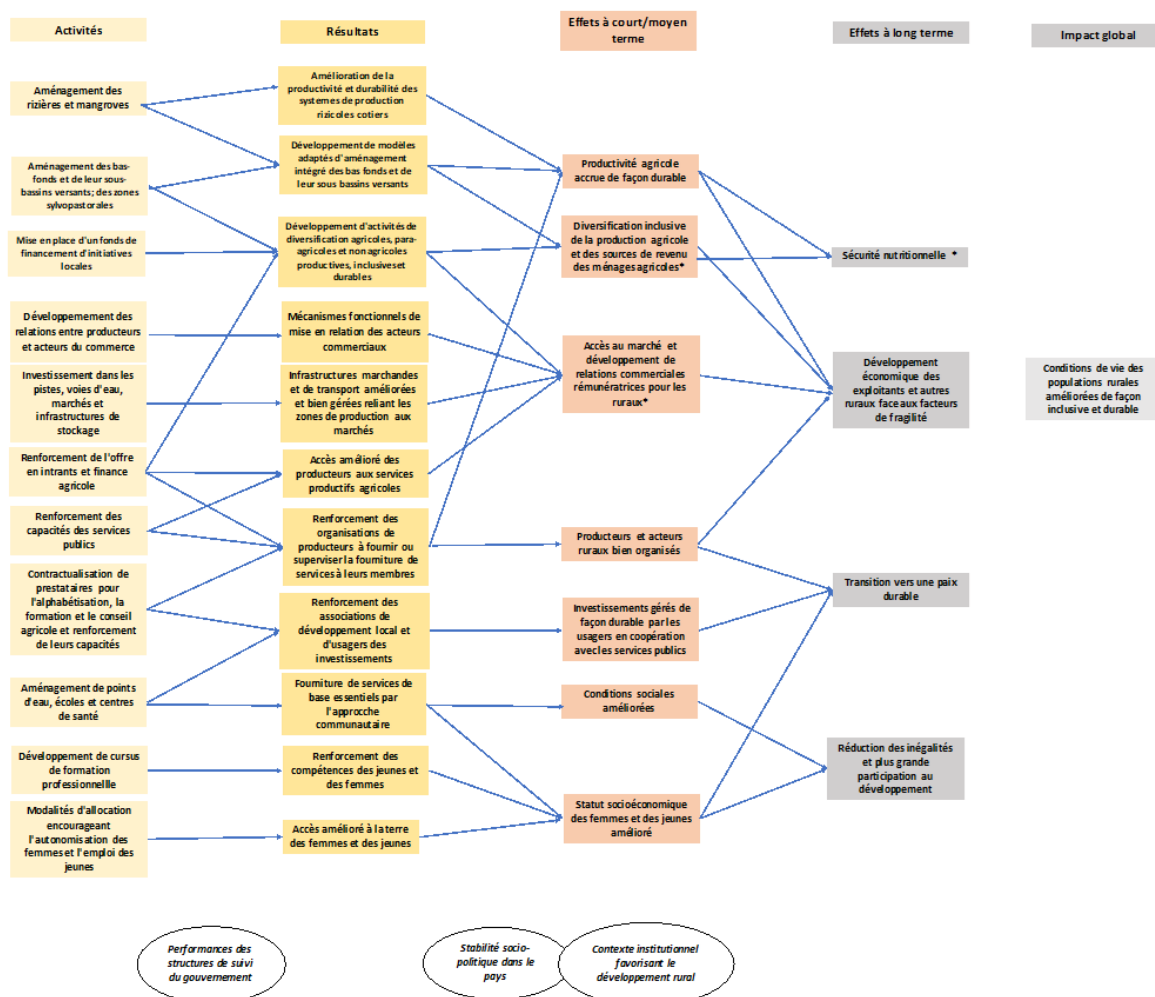 Activités
Résultats
Effets à court/moyen
terme
Effets à long terme
Impact global
Aménagement des
rizières et mangroves
Aménagement des bas-
fonds et de leur sous-
bassins versants; des zones
sylvopastorales
Mise en place d'un fonds de
financement d'initiatives
locales
Développemement des
relations entre producteurs
et acteurs du commerce
Investissement dans les
pistes, voies d'eau,
marchés et
infrastructures de
stockage
Renforcement de l'offre
en intrants et finance
agricole
Renforcement des
capacités des services
publics
Contractualisation de
prestataires pour
l'alphabétisation, la
formation et le conseil
agricole et renforcement
de leurs capacités
Aménagement de points
d'eau, écoles et centres
de santé
Développement de cursus
de formation
professionnellle
Modalités d'allocation
encourageant
l'autonomisation des
femmes et l'emploi des
jeunes
Amélioration de la
productivité et durabilité des
systemes de production
rizicoles cotiers
Développement de modèles
adaptés d'aménagement
intégré des bas fonds et de
leur sous bassins versants
Développement d'activités de
diversification agricoles, para-
agricoles et non agricoles
productives, inclusives et
durables
Mécanismes fonctionnels de
mise en relation des acteurs
commerciaux
Infrastructures marchandes
et de transport améliorées
et bien gérées reliant les
zones de production aux
marchés
Accès amélioré des
producteurs aux services
productifs agricoles
Renforcement des
organisations de
producteurs à fournir ou
superviser la fourniture de
services à leurs membres
Renforcement des
associations de
développement local et
d'usagers des
investissements
Fourniture de services de
base essentiels par
l'approcche
communautaire
Renforcement des
compétences des jeunes et
des femmes
Accès amélioré à la terre
des femmes et des jeunes
Productivité agricole
accrue de façon durable
Diversification inclusive
de la production agricole
et des sources de revenu
des ménages agricoles*
Accès au marché et
développement de
relations commerciales
rémunératrices pour les
ruraux*
Producteurs et acteurs
ruraux bien organisés
Investissements gérés de
façon durable par les
usagers en coopération
avec les services publics
Conditions sociales
améliorées
Statut socioéconomique
des femmes et des jeunes
amélioré
Sécurité nutritionnelle *
Développement
économique des
exploitants et autres
ruraux face aux facteurs
de fragilité
Transition vers une paix
durable
Réduction des inégalités
et plus grande
participation au
développement
Conditions de vie des
populations rurales
améliorées de façon
inclusive et durable
Performances des
structures de suivi
du gouvernement
Stabilité socio-
politique dans le
pays
Contexte institutionnel
favorisant le
développement rural